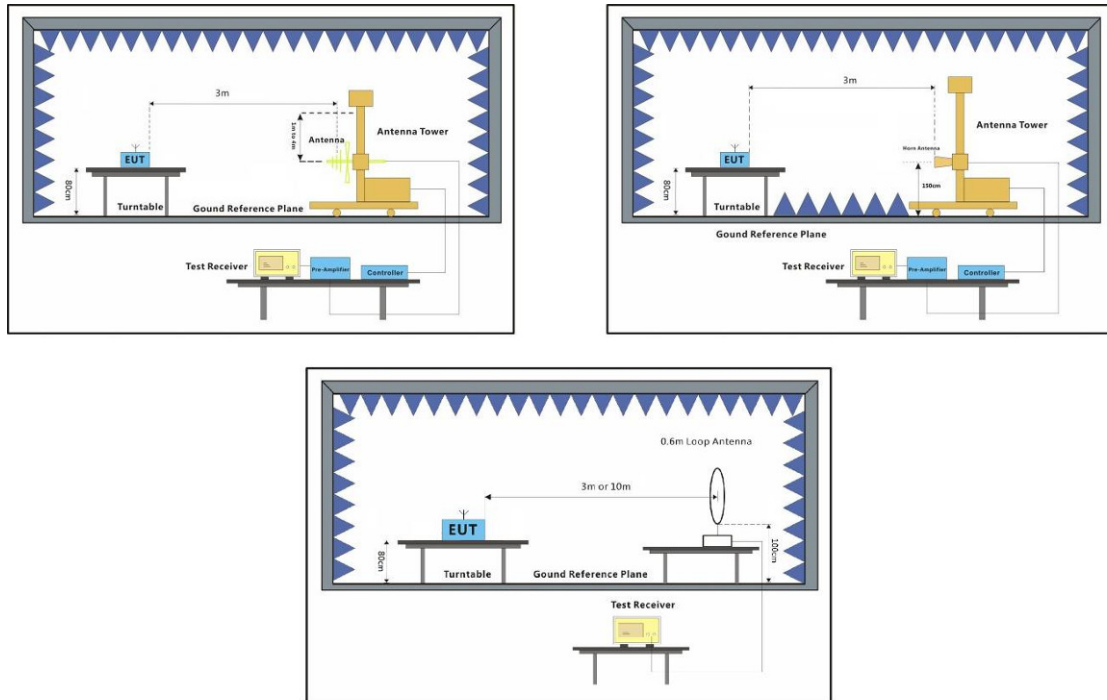 3m
1m to 4m
Antenna
Antenna Tower
EUT
80cm
Turntable
Gound Reference Plane
Test Receiver
Pre-Amplifier
Controller
3m
Antenna Tower
Horn Antenna
EUT
80cm
150cm
Turntable
Gound Reference Plane
Test Receiver
Pre-Amplifier
Controller
0.6m Loop Antenna
3m or 10m
EUT
80cm
100cm
Turntable
Gound Reference Plane
Test Receiver